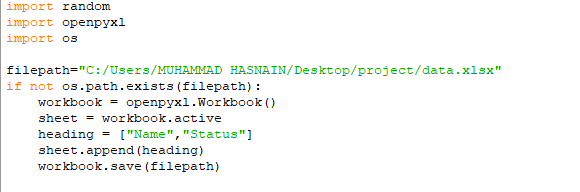 import random
import openpyxl
import os

filepath="C:/Users/MUHAMMAD HASNAIN/Desktop/project/data.xlsx"
if not os.path.exists(filepath):
    workbook = openpyxl.Workbook()
    sheet = workbook.active
    heading = ["Name","Status"]
    sheet.append(heading)
    workbook.save(filepath)